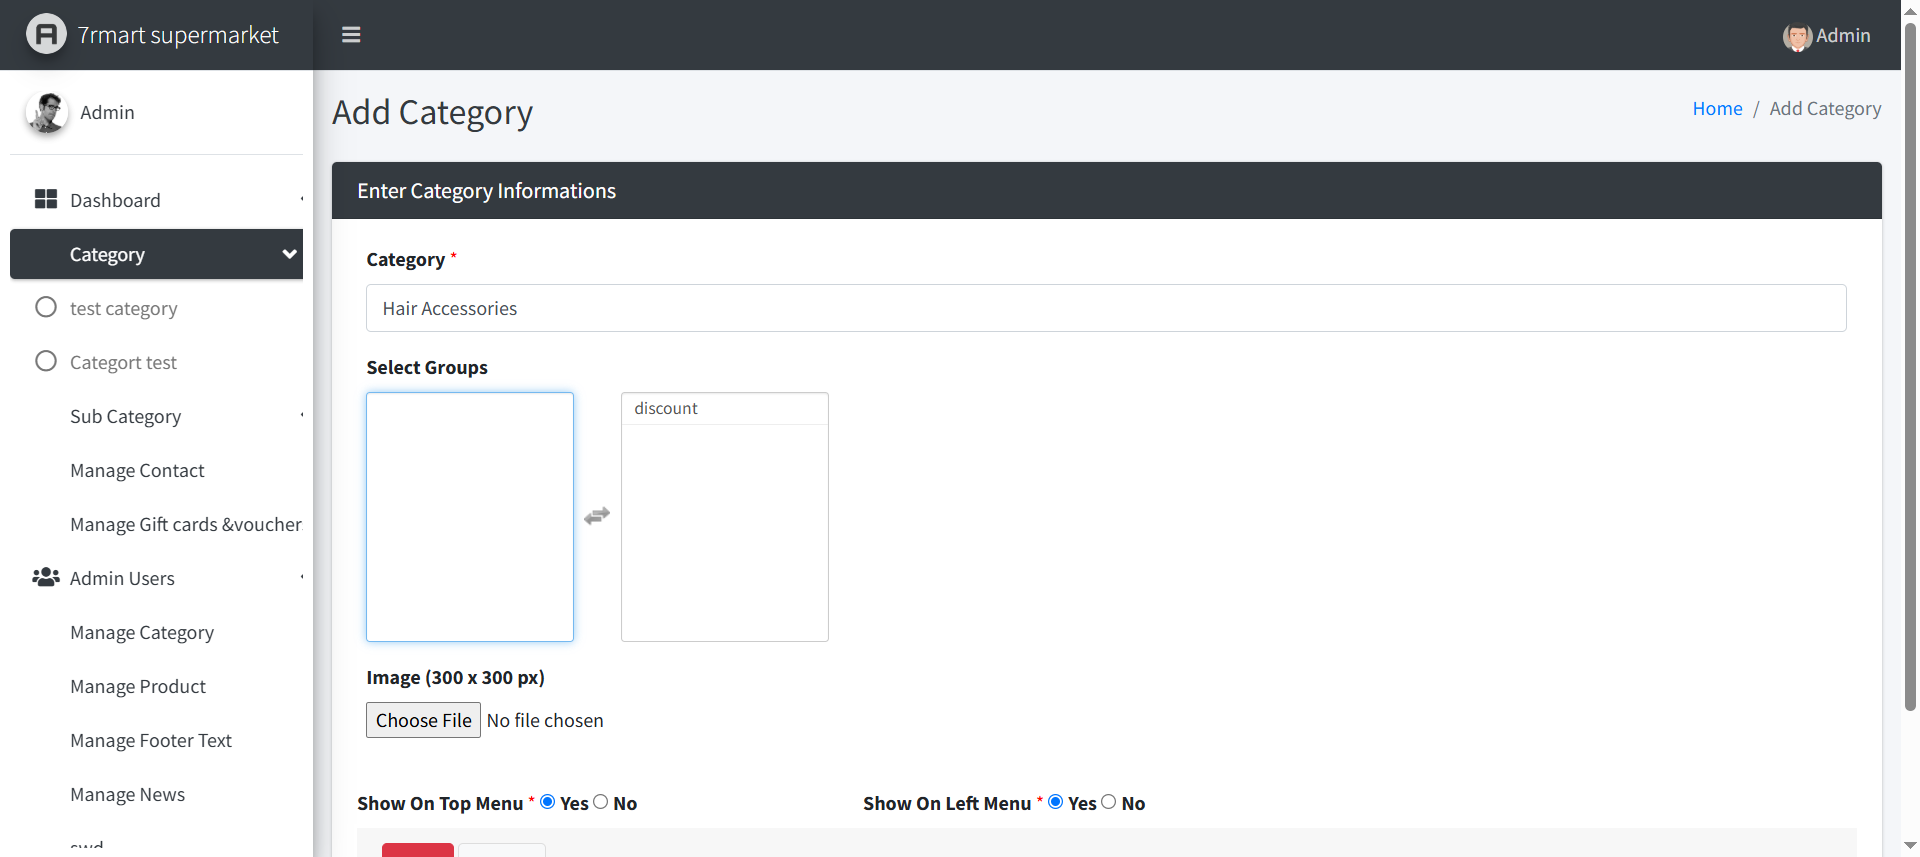 7rmart supermarket
Admin
Admin
Add Category
Home / Add Category
Dashboard
Category
test category
Categort test
Sub Category
Manage Contact
Manage Gift cards &voucher
Admin Users
Manage Category
Manage Product
Manage Footer Text
Manage News
Enter Category Informations
Category *
Hair Accessories
Select Groups
discount
Image (300 x 300 px)
Choose File No file chosen
Show On Top Menu * Yes No
Show On Left Menu * Yes No